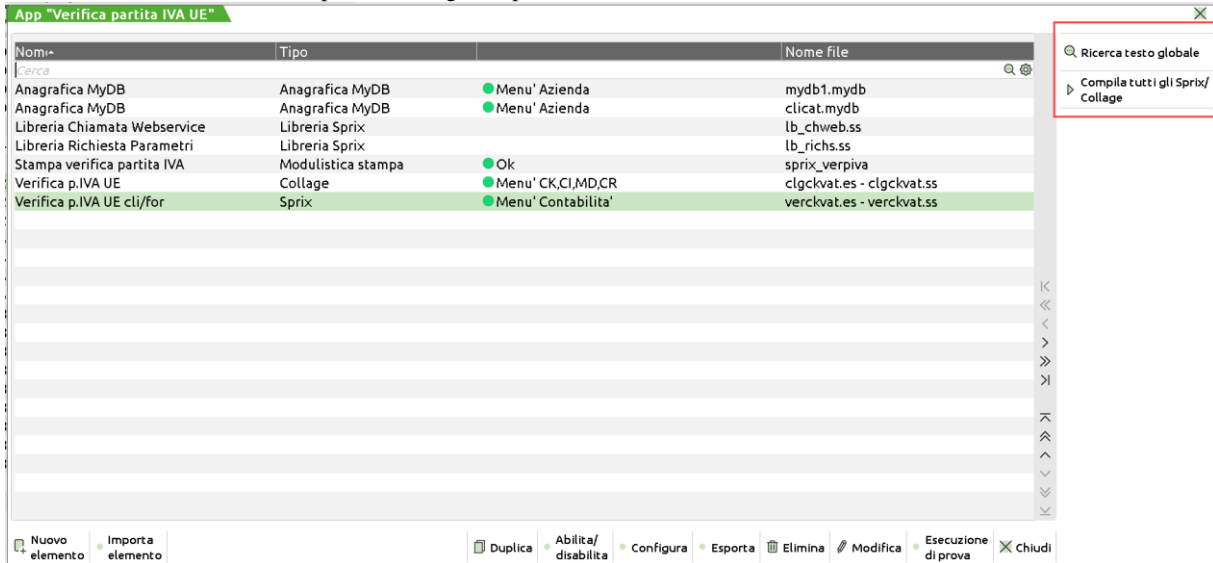 App "Verifica partita IVA UE"
Nom
Tipo
Nome file
Cerca
Anagrafica MyDB Anagrafica MyDB Menu' Azienda mydb1.mydb
Anagrafica MyDB Anagrafica MyDB Menu' Azienda clicat.mydb
Libreria Chiamata Webservice Libreria Sprix lb_chweb.ss
Libreria Richiesta Parametri Libreria Sprix lb_richs.ss
Stampa verifica partita IVA Modulistica stampa Ok sprix_verpiva
Verifica p.IVA UE Collage Menu' CK,CI,MD,CR clgckvat.es - clgckvat.ss
Verifica p.IVA UE cli/for Sprix Menu' Contabilita' verckvat.es - verckvat.ss
Ricerca testo globale
Compila tutti gli Sprix/
Collage
Nuovo
elemento
Importa
elemento
Duplica
Abilita/
disabilita
Configura
Esporta
Elimina
Modifica
Esecuzione
di prova
Chiudi